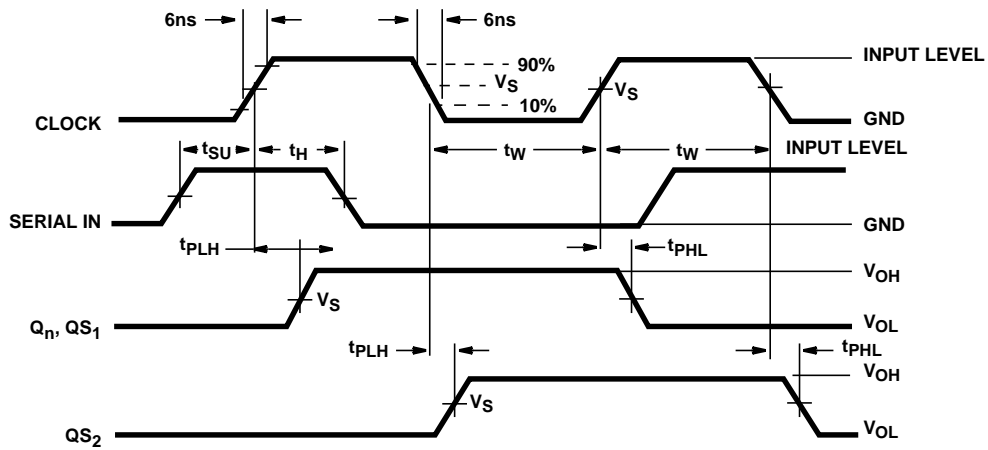 6ns
6ns
INPUT LEVEL
90%
VS
VS
10%
CLOCK
GND
tSU
tH
tW
tW
INPUT LEVEL
SERIAL IN
GND
tPLH
tPHL
VOH
VS
Qn, QS1
VOL
tPLH
tPHL
VOH
VS
QS2
VOL